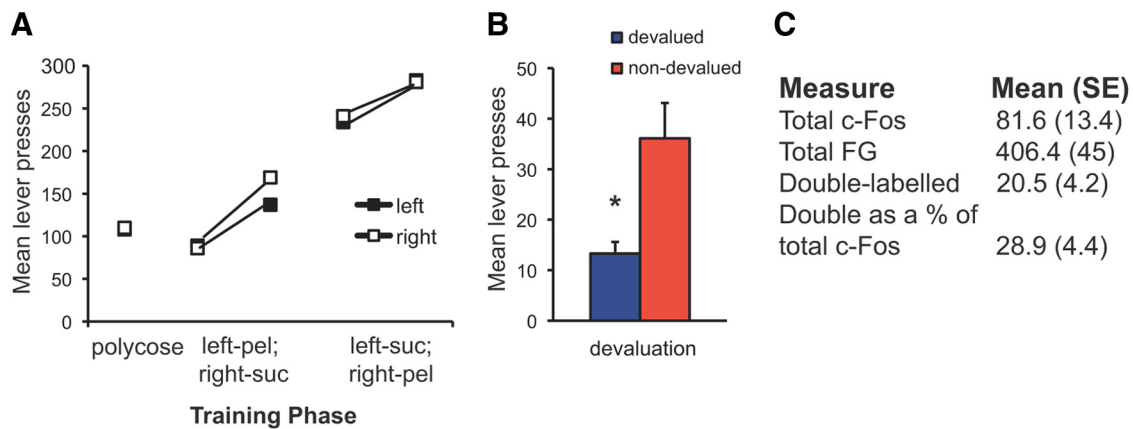 A
Mean lever presses
300
250
200
150
100
50
0
left
right
polycose
left-pel;
right-suc
left-suc;
right-pel
Training Phase
B
devalued
non-devalued
Mean lever presses
50
40
30
20
10
0
*
devaluation
C
Measure Mean (SE)
Total c-Fos 81.6 (13.4)
Total FG 406.4 (45)
Double-labelled 20.5 (4.2)
Double as a % of
total c-Fos 28.9 (4.4)